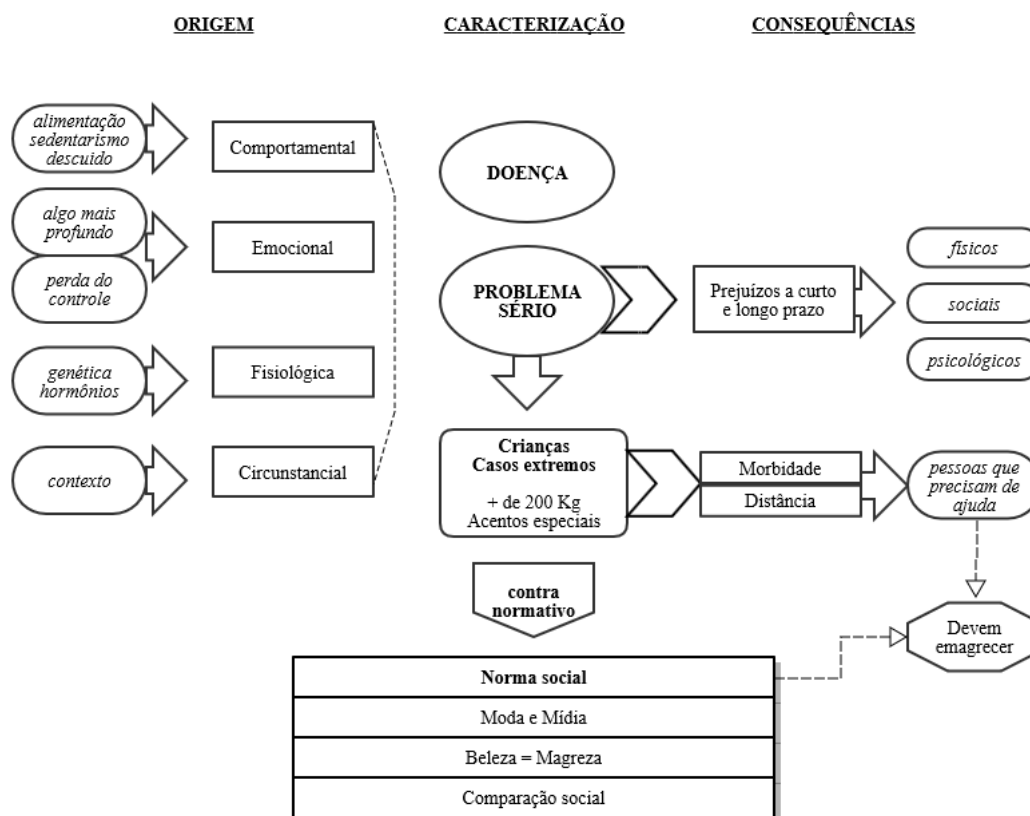 ORIGEM
CARACTERIZAÇÃO
CONSEQUÊNCIAS
alimentação
sedentarismo
descuido
Comportamental
algo mais
profundo
perda do
controle
Emocional
genética
hormônios
Fisiológica
contexto
Circunstancial
DOENÇA
PROBLEMA
SÉRIO
Prejuízos a curto
e longo prazo
físicos
sociais
psicológicos
Crianças
Casos extremos
+ de 200 Kg
Acentos especiais
Morbidade
Distância
pessoas que
precisam de
ajuda
contra
normativo
Devem
emagrecer
Norma social
Moda e Mídia
Beleza = Magreza
Comparação social